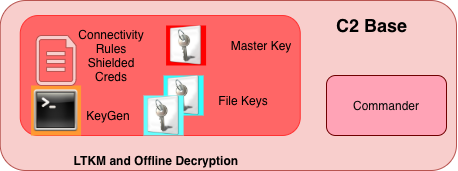 C2 Base
Connectivity
Rules
Shielded
Creds
Master Key
File Keys
>_
KeyGen
Commander
LTKM and Offline Decryption